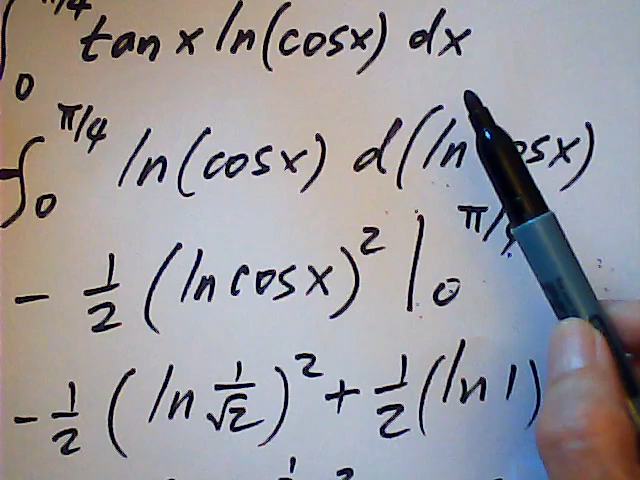 ∫₀^π/4 tan x ln(cosx) dx
-∫₀^π/4 ln(cosx) d(ln cosx)
- 1/2 (ln cosx)² |₀^π/4
- 1/2 (ln 1/√2)² + 1/2 (ln 1)